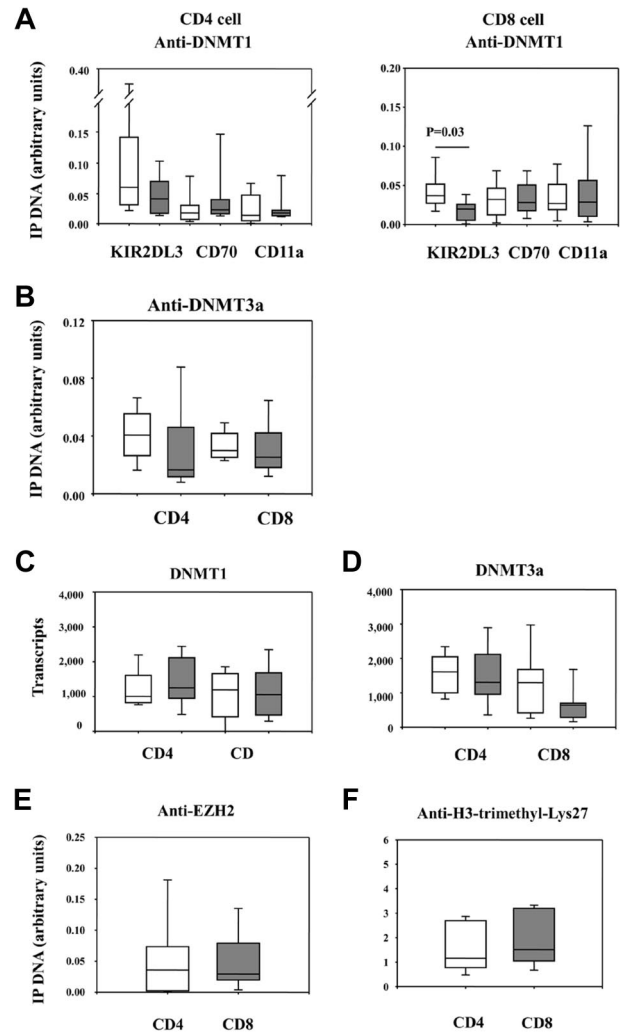 A
CD4 cell
Anti-DNMT1
IP DNA (arbitrary units)
0.40
0.15
0.10
0.05
0.00
KIR2DL3 CD70 CD11a
CD8 cell
Anti-DNMT1
0.20
0.15
0.10
0.05
0.00
P=0.03
KIR2DL3 CD70 CD11a
B
Anti-DNMT3a
IP DNA (arbitrary units)
0.12
0.08
0.04
0.00
CD4 CD8
C
DNMT1
Transcripts
4,000
3,000
2,000
1,000
0
CD4 CD
D
DNMT3a
4,000
3,000
2,000
1,000
0
CD4 CD8
E
Anti-EZH2
IP DNA (arbitrary units)
0.25
0.20
0.15
0.10
0.05
0.00
CD4 CD8
F
Anti-H3-trimethyl-Lys27
6
5
4
3
2
1
0
CD4 CD8